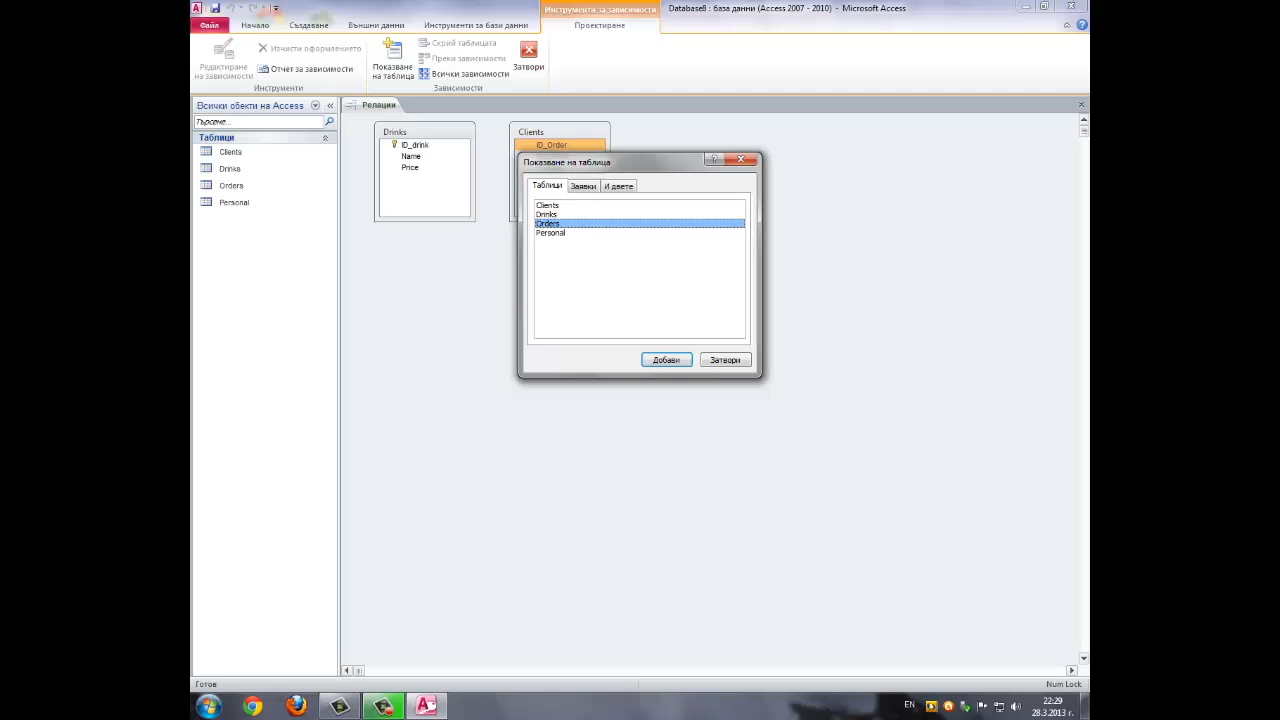 Инструменти за зависимости
Database8 : база данни (Access 2007 - 2010) - Microsoft Access
Файл
Начало
Създаване
Външни данни
Инструменти за бази данни
Проектиране
Редактиране на зависимости
Изчисти оформлението
Отчет за зависимости
Инструменти
Показване на таблица
Скрий таблицата
Преки зависимости
Всички зависимости
Зависимости
Затвори
Всички обекти на Access
Търсене...
Таблици
Clients
Drinks
Orders
Personal
Релации
Drinks
ID_drink
Name
Price
Clients
ID_Order
Показване на таблица
Таблици
Заявки
И двете
Clients
Drinks
Orders
Personal
Добави
Затвори
Готов
Num Lock
EN
22:29
28.3.2013 г.